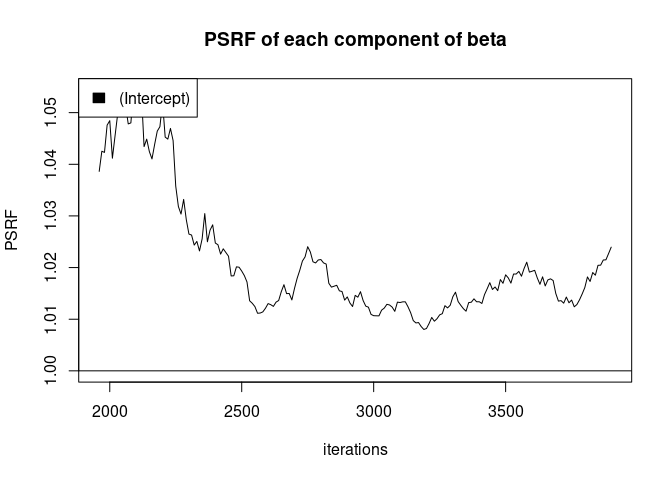 PSRF of each component of beta
(Intercept)
PSRF
1.05
1.04
1.03
1.02
1.01
1.00
2000 2500 3000 3500
iterations